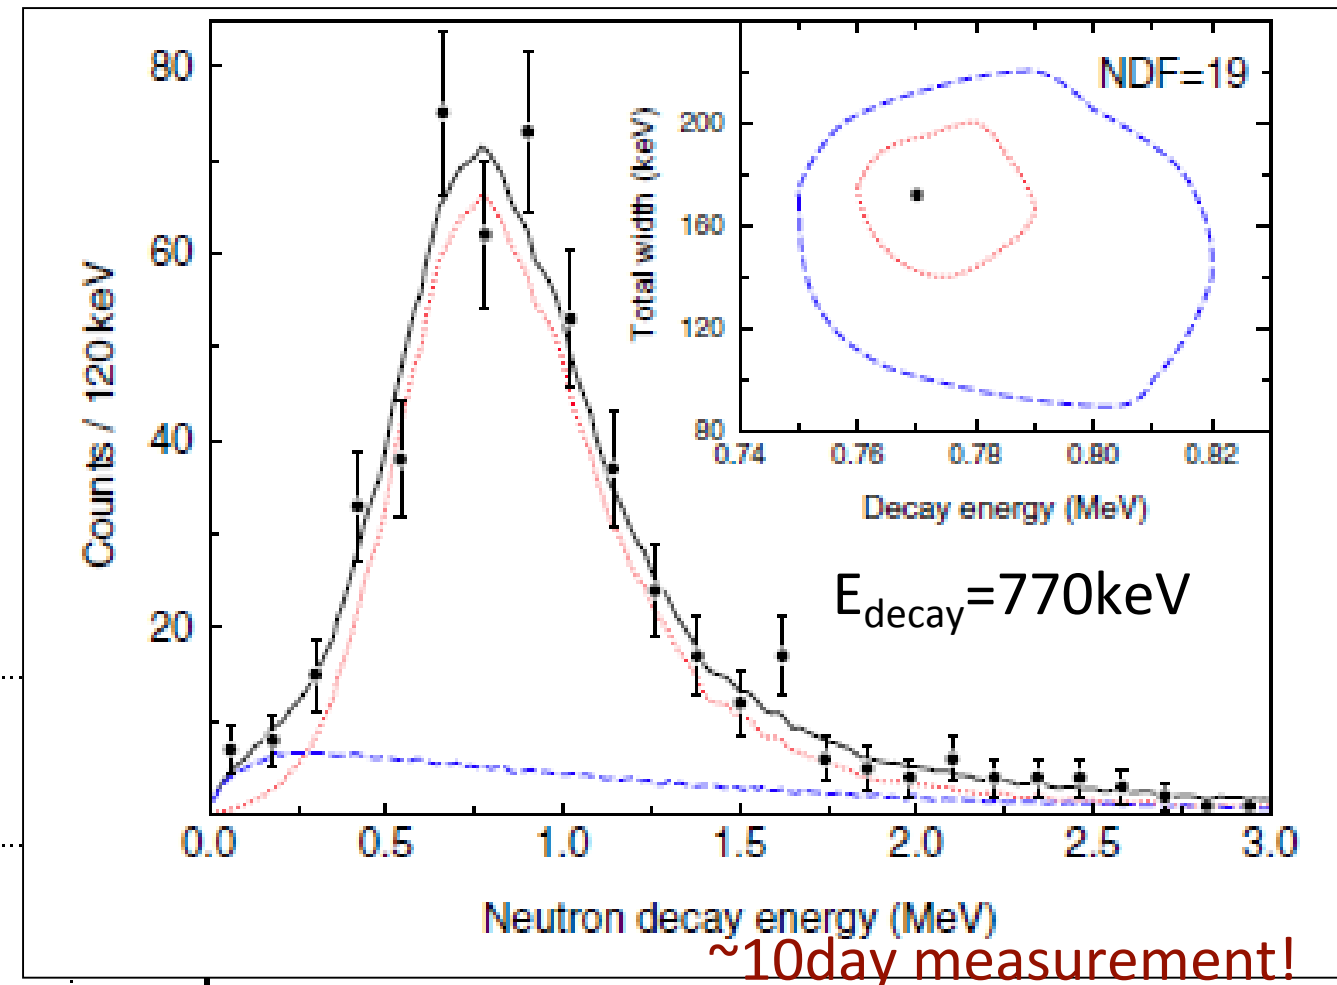 80
60
40
20
Counts / 120 keV
0.0 0.5 1.0 1.5 2.0 2.5 3.0
Neutron decay energy (MeV)
NDF=19
200
160
120
80
Total width (keV)
0.74 0.76 0.78 0.80 0.82
Decay energy (MeV)
Edecay=770keV
~10day measurement!